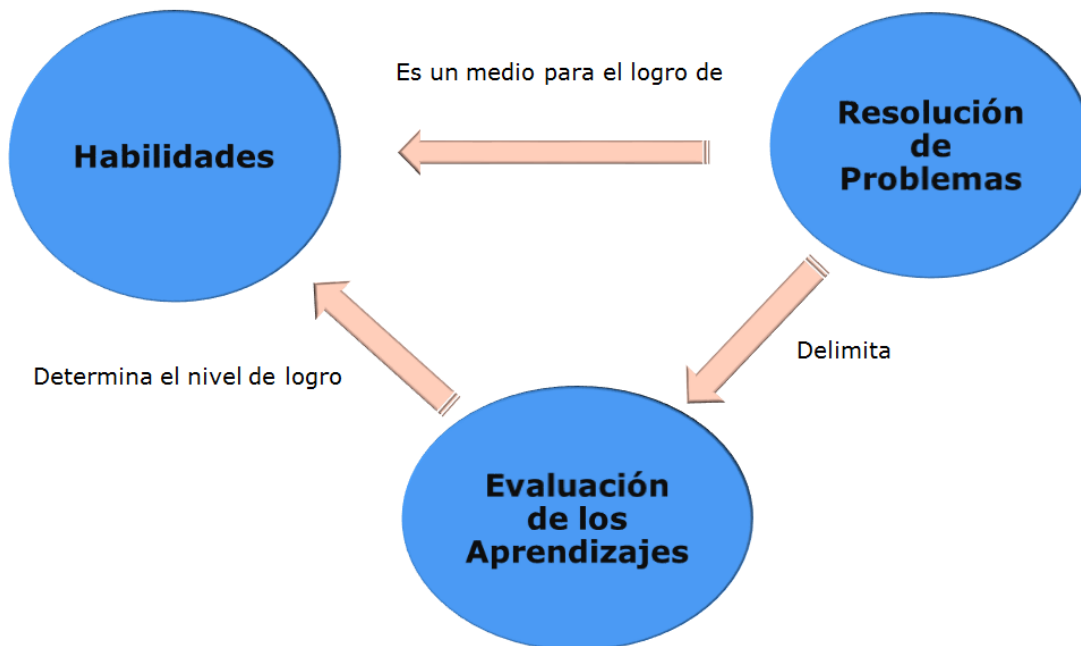 Es un medio para el logro de
Habilidades
Resolución
de
Problemas
Determina el nivel de logro
Delimita
Evaluación
de los
Aprendizajes